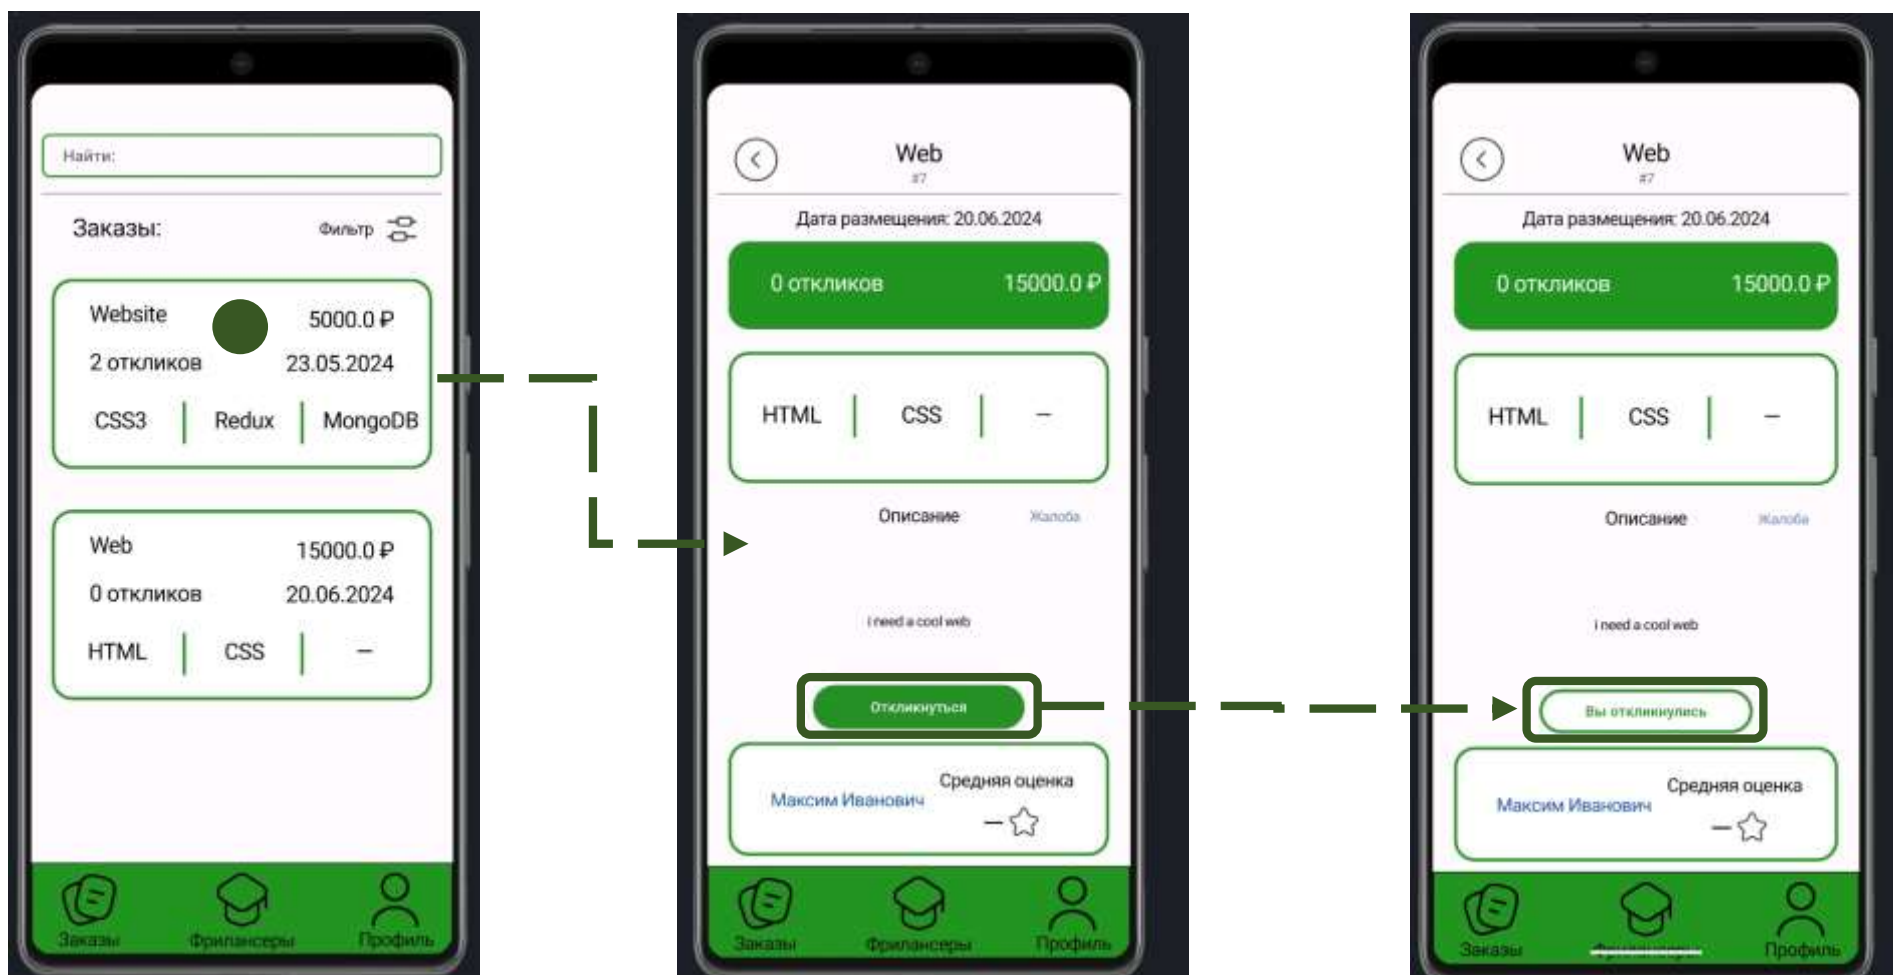 Найти:
Заказы:
Фильтр
Website
5000.0 ₽
2 откликов
23.05.2024
CSS3
Redux
MongoDB
Web
15000.0 ₽
0 откликов
20.06.2024
HTML
CSS
–
Заказы
Фрилансеры
Профиль
Web
#7
Дата размещения: 20.06.2024
0 откликов
15000.0 ₽
HTML
CSS
–
Описание
Жалоба
i need a cool web
Откликнуться
Средняя оценка
Максим Иванович
–
Заказы
Фрилансеры
Профиль
Web
#7
Дата размещения: 20.06.2024
0 откликов
15000.0 ₽
HTML
CSS
–
Описание
Жалоба
i need a cool web
Вы откликнулись
Средняя оценка
Максим Иванович
–
Заказы
Фрилансеры
Профиль